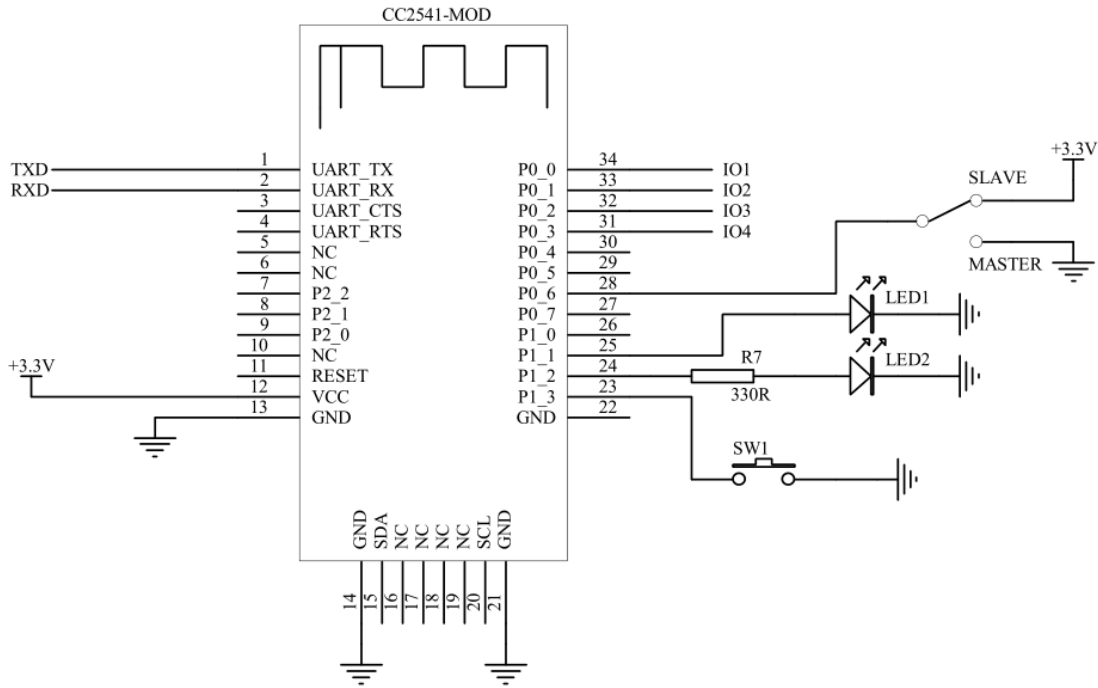 CC2541-MOD
TXD 1 UART_TX
RXD 2 UART_RX
3 UART_CTS
4 UART_RTS
5 NC
6 NC
7 P2_2
8 P2_1
9 P2_0
10 NC
11 RESET
+3.3V
12 VCC
13 GND
P0_0 34 IO1
P0_1 33 IO2
P0_2 32 IO3
P0_3 31 IO4
P0_4 30
P0_5 29
P0_6 28
P0_7 27
P1_0 26
P1_1 25
P1_2 24
P1_3 23
GND 22
+3.3V
SLAVE
MASTER
LED1
LED2
R7
330R
SW1
GND SDA NC NC NC NC SCL GND
14 15 16 17 18 19 20 21